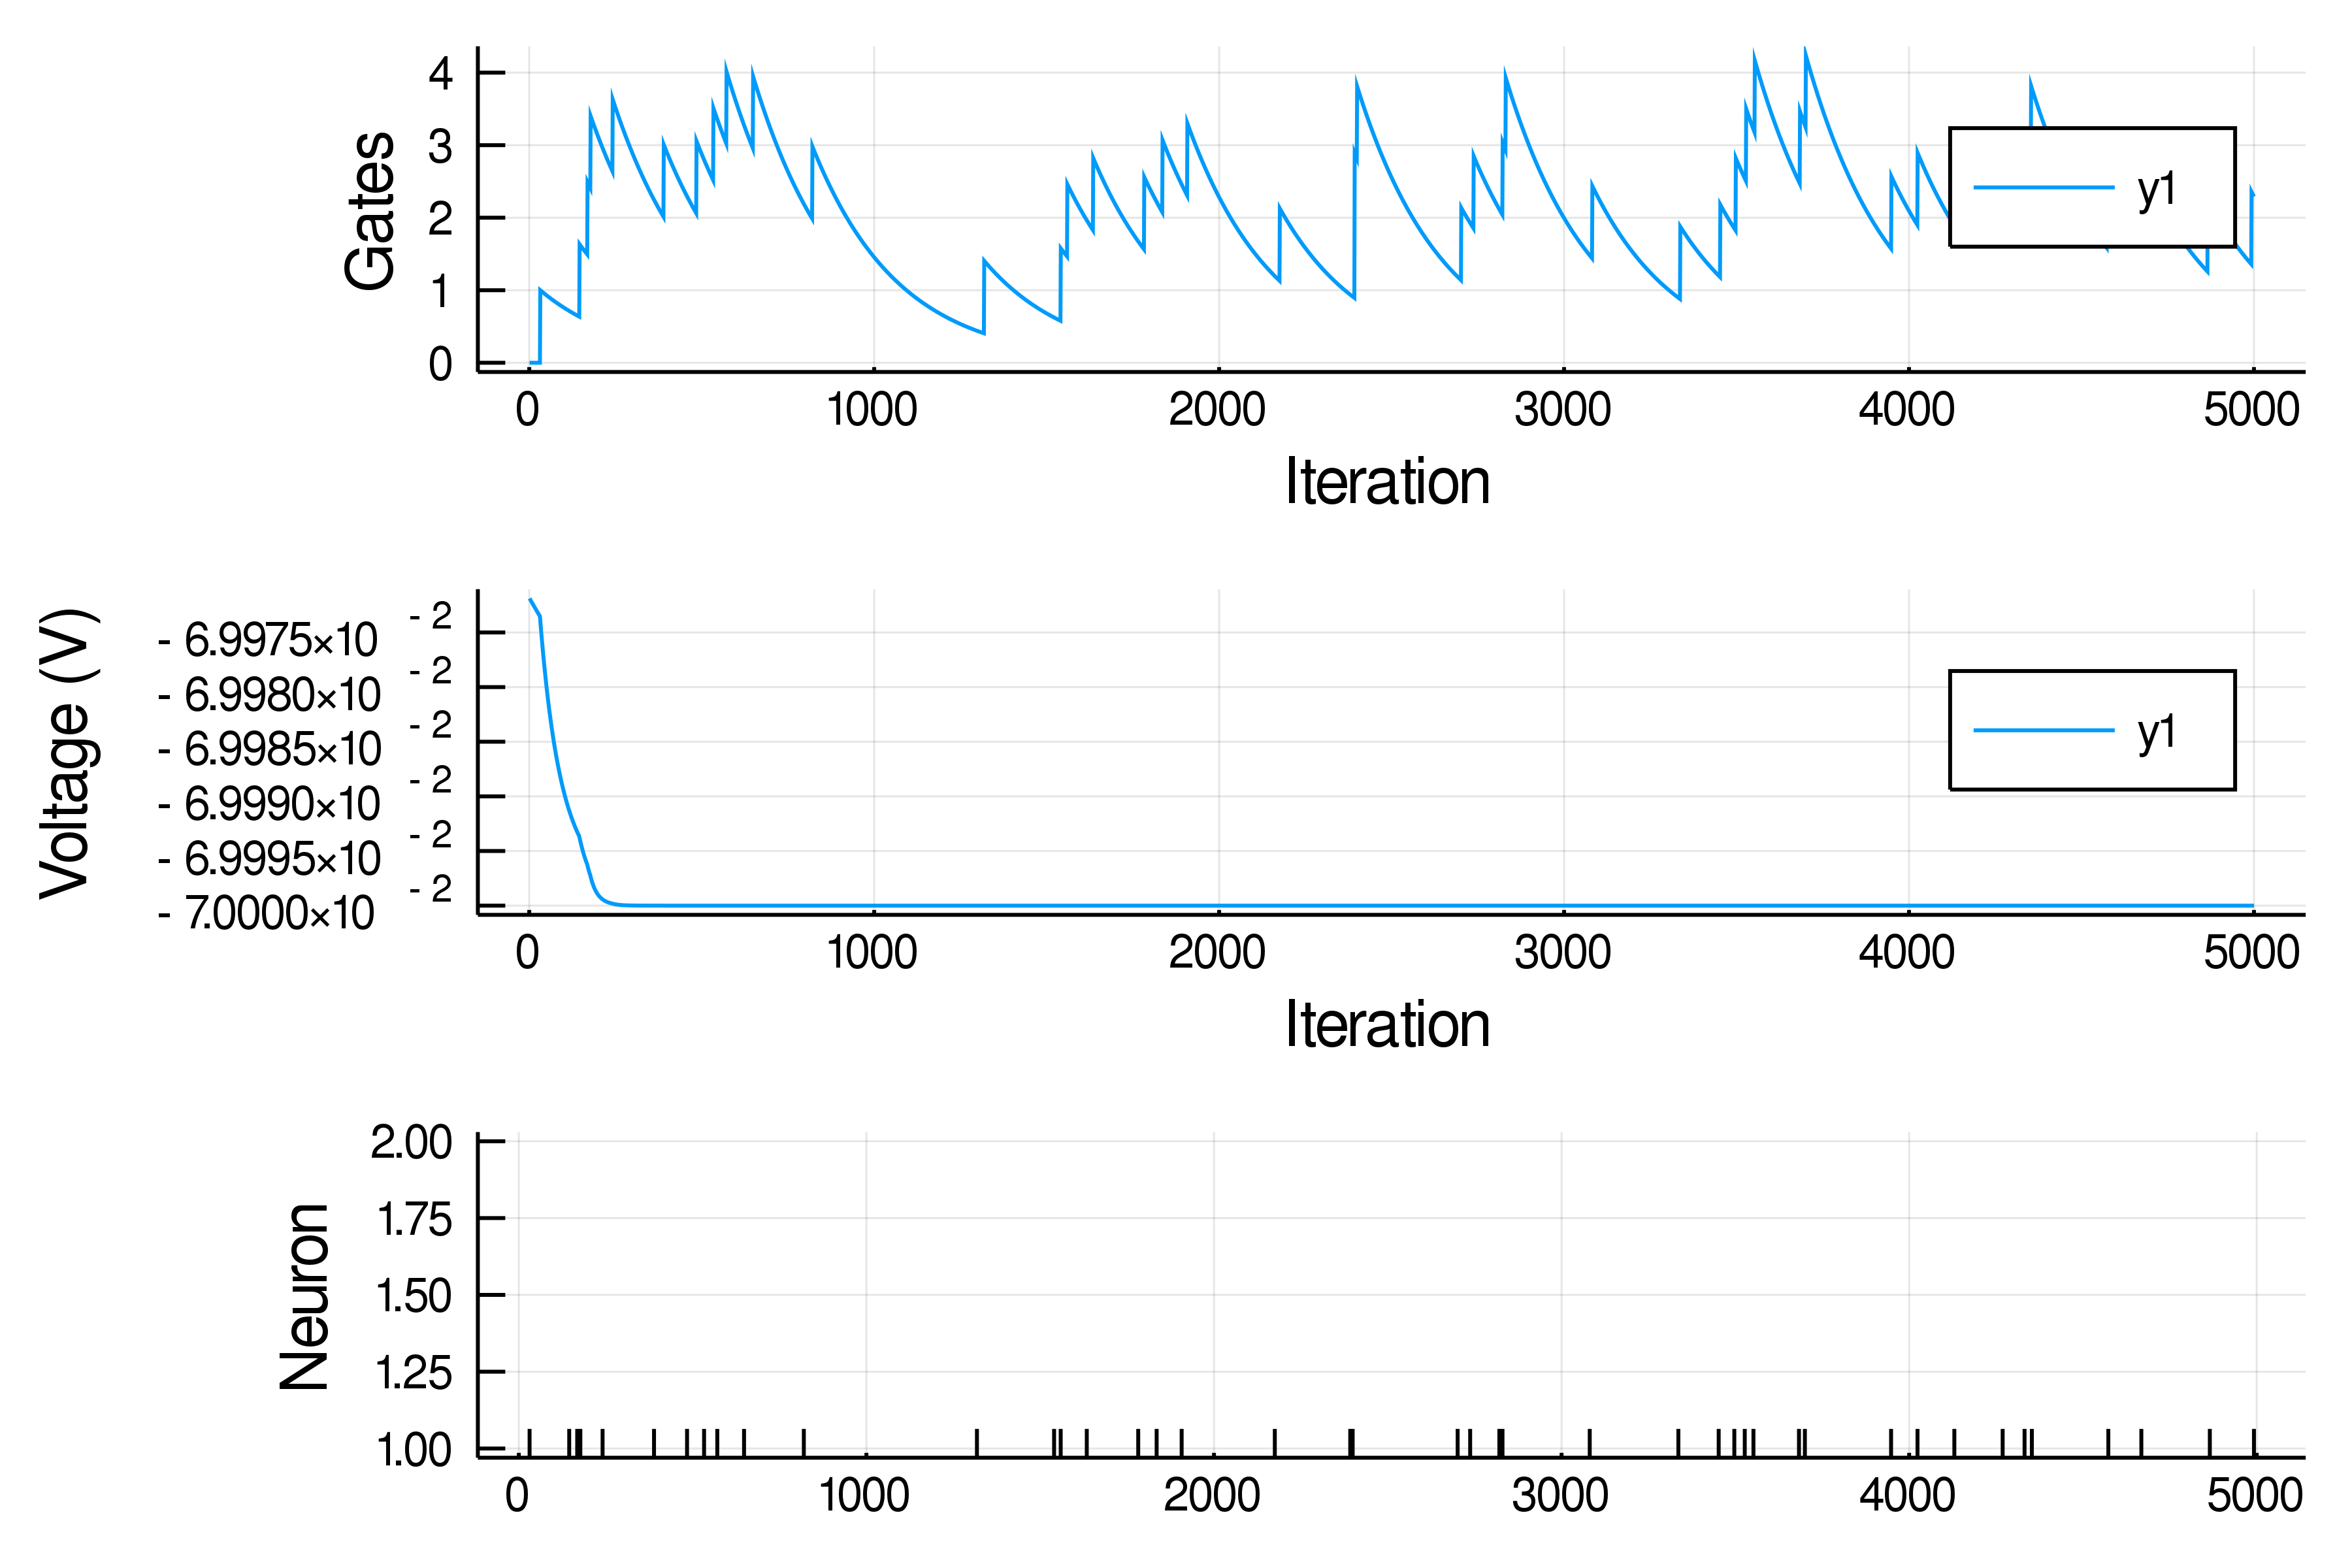 Gates
4
3
2
1
0
y1
0 1000 2000 3000 4000 5000
Iteration
Voltage (V)
- 6.9975×10⁻²
- 6.9980×10⁻²
- 6.9985×10⁻²
- 6.9990×10⁻²
- 6.9995×10⁻²
- 7.0000×10⁻²
y1
0 1000 2000 3000 4000 5000
Iteration
Neuron
2.00
1.75
1.50
1.25
1.00
0 1000 2000 3000 4000 5000